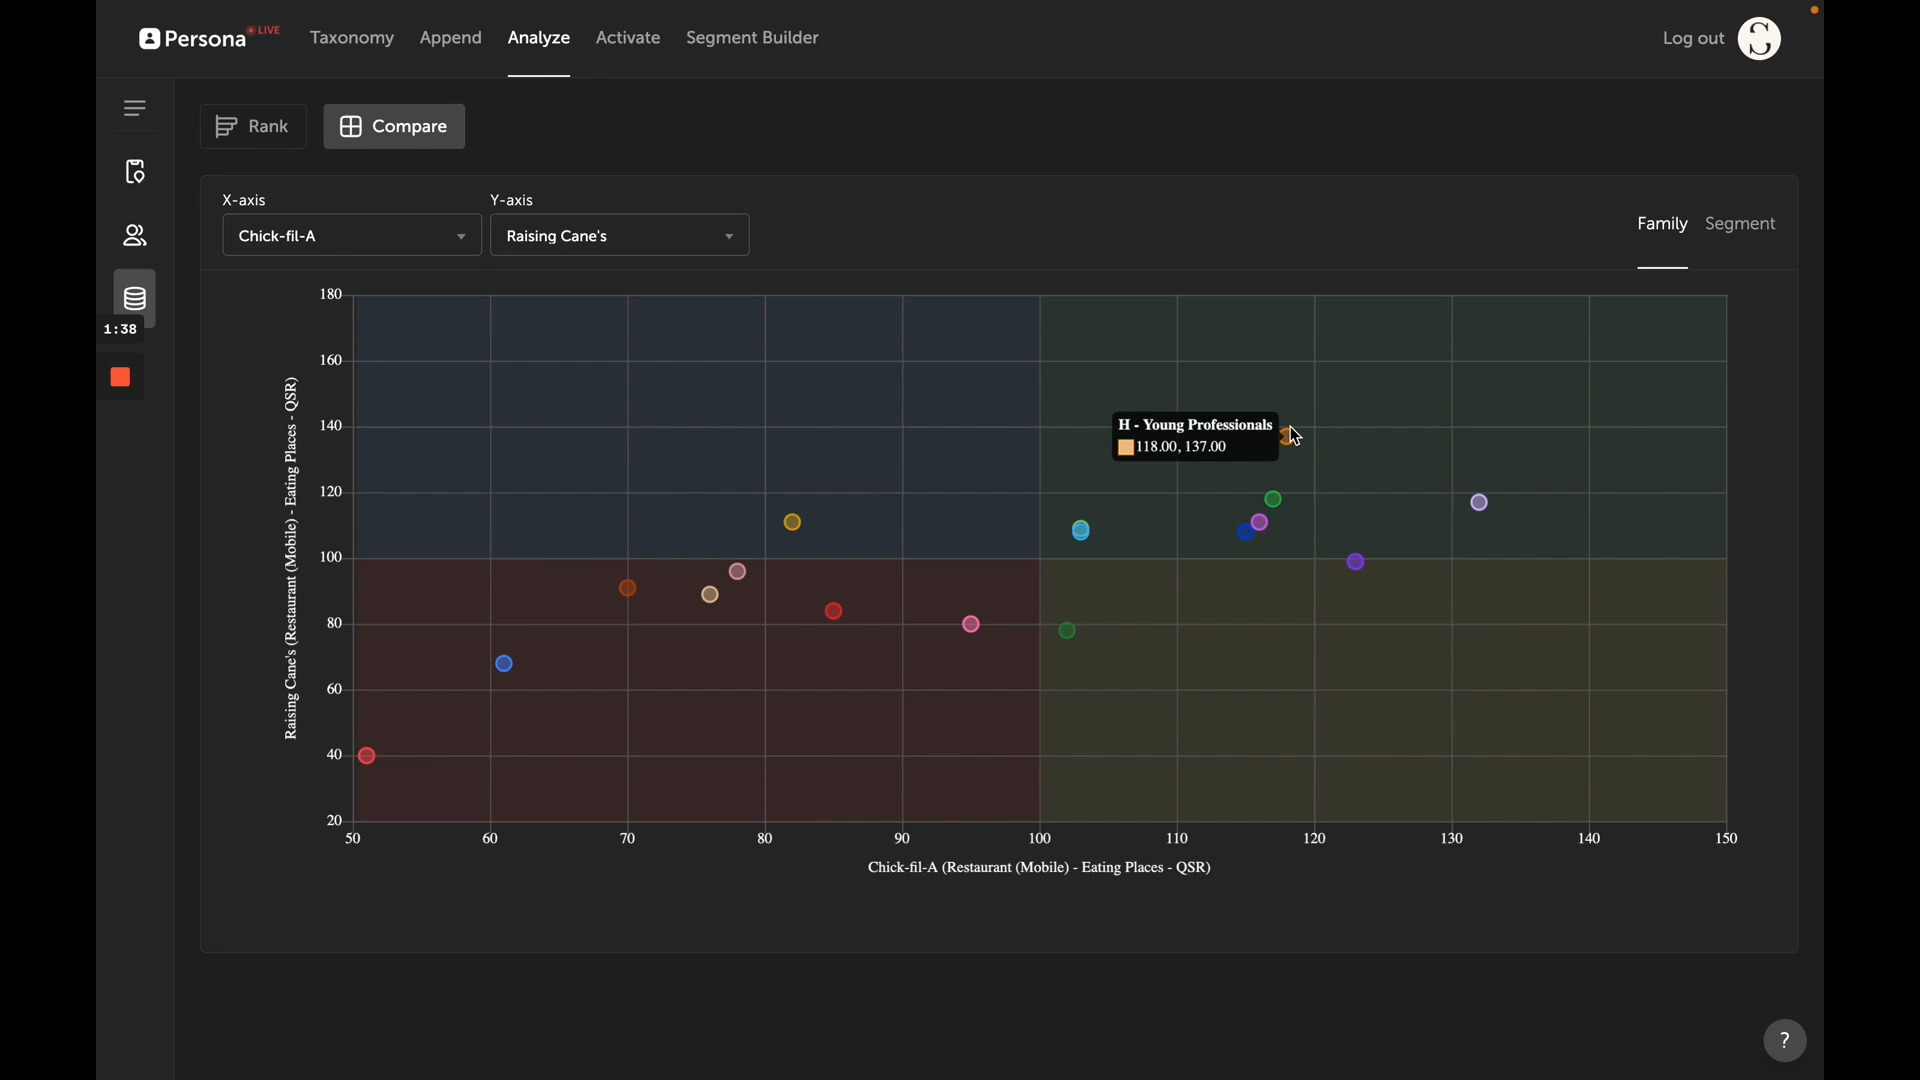 Persona LIVE
Taxonomy
Append
Analyze
Activate
Segment Builder
Log out
S
Rank
Compare
X-axis
Y-axis
Chick-fil-A
Raising Cane's
Family
Segment
1:38
180
160
140
120
100
80
60
40
20
Raising Cane's (Restaurant (Mobile) - Eating Places - QSR)
H - Young Professionals
118.00, 137.00
50
60
70
80
90
100
110
120
130
140
150
Chick-fil-A (Restaurant (Mobile) - Eating Places - QSR)
?